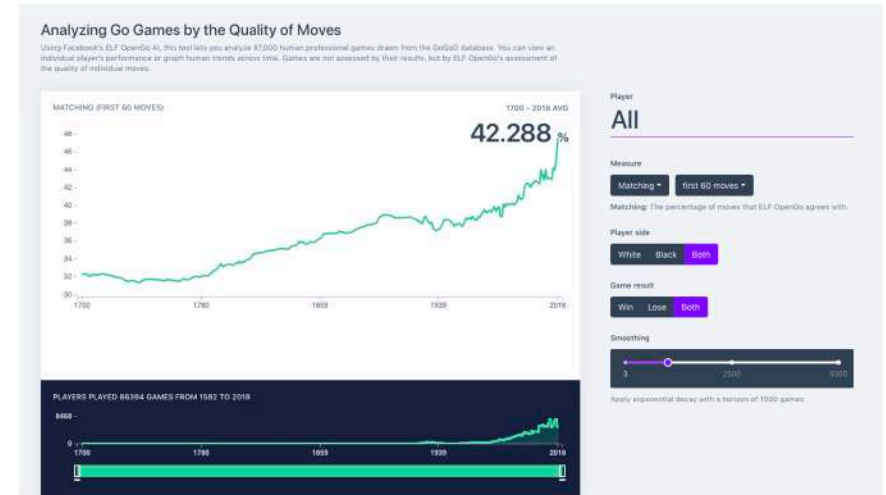 Analyzing Go Games by the Quality of Moves
Using Facebook's ELF OpenGo AI, this tool lets you analyze 87,000 human professional games drawn from the GoGoD database. You can view an
individual player's performance or graph human trends across time. Games are not assessed by their results, but by ELF OpenGo's assessment of
the quality of individual moves.
MATCHING (FIRST 60 MOVES)
1700 - 2018 AVG
42.288 %
48
46
44
42
40
38
36
34
32
30
1700 1780 1859 1939 2018
PLAYERS PLAYED 86394 GAMES FROM 1582 TO 2018
8468
9
1700 1780 1859 1939 2018
Player
All
Measure
Matching first 60 moves
Matching: The percentage of moves that ELF OpenGo agrees with.
Player side
White Black Both
Game result
Win Lose Both
Smoothing
3 2500 5000
Apply exponential decay with a horizon of 1000 games.